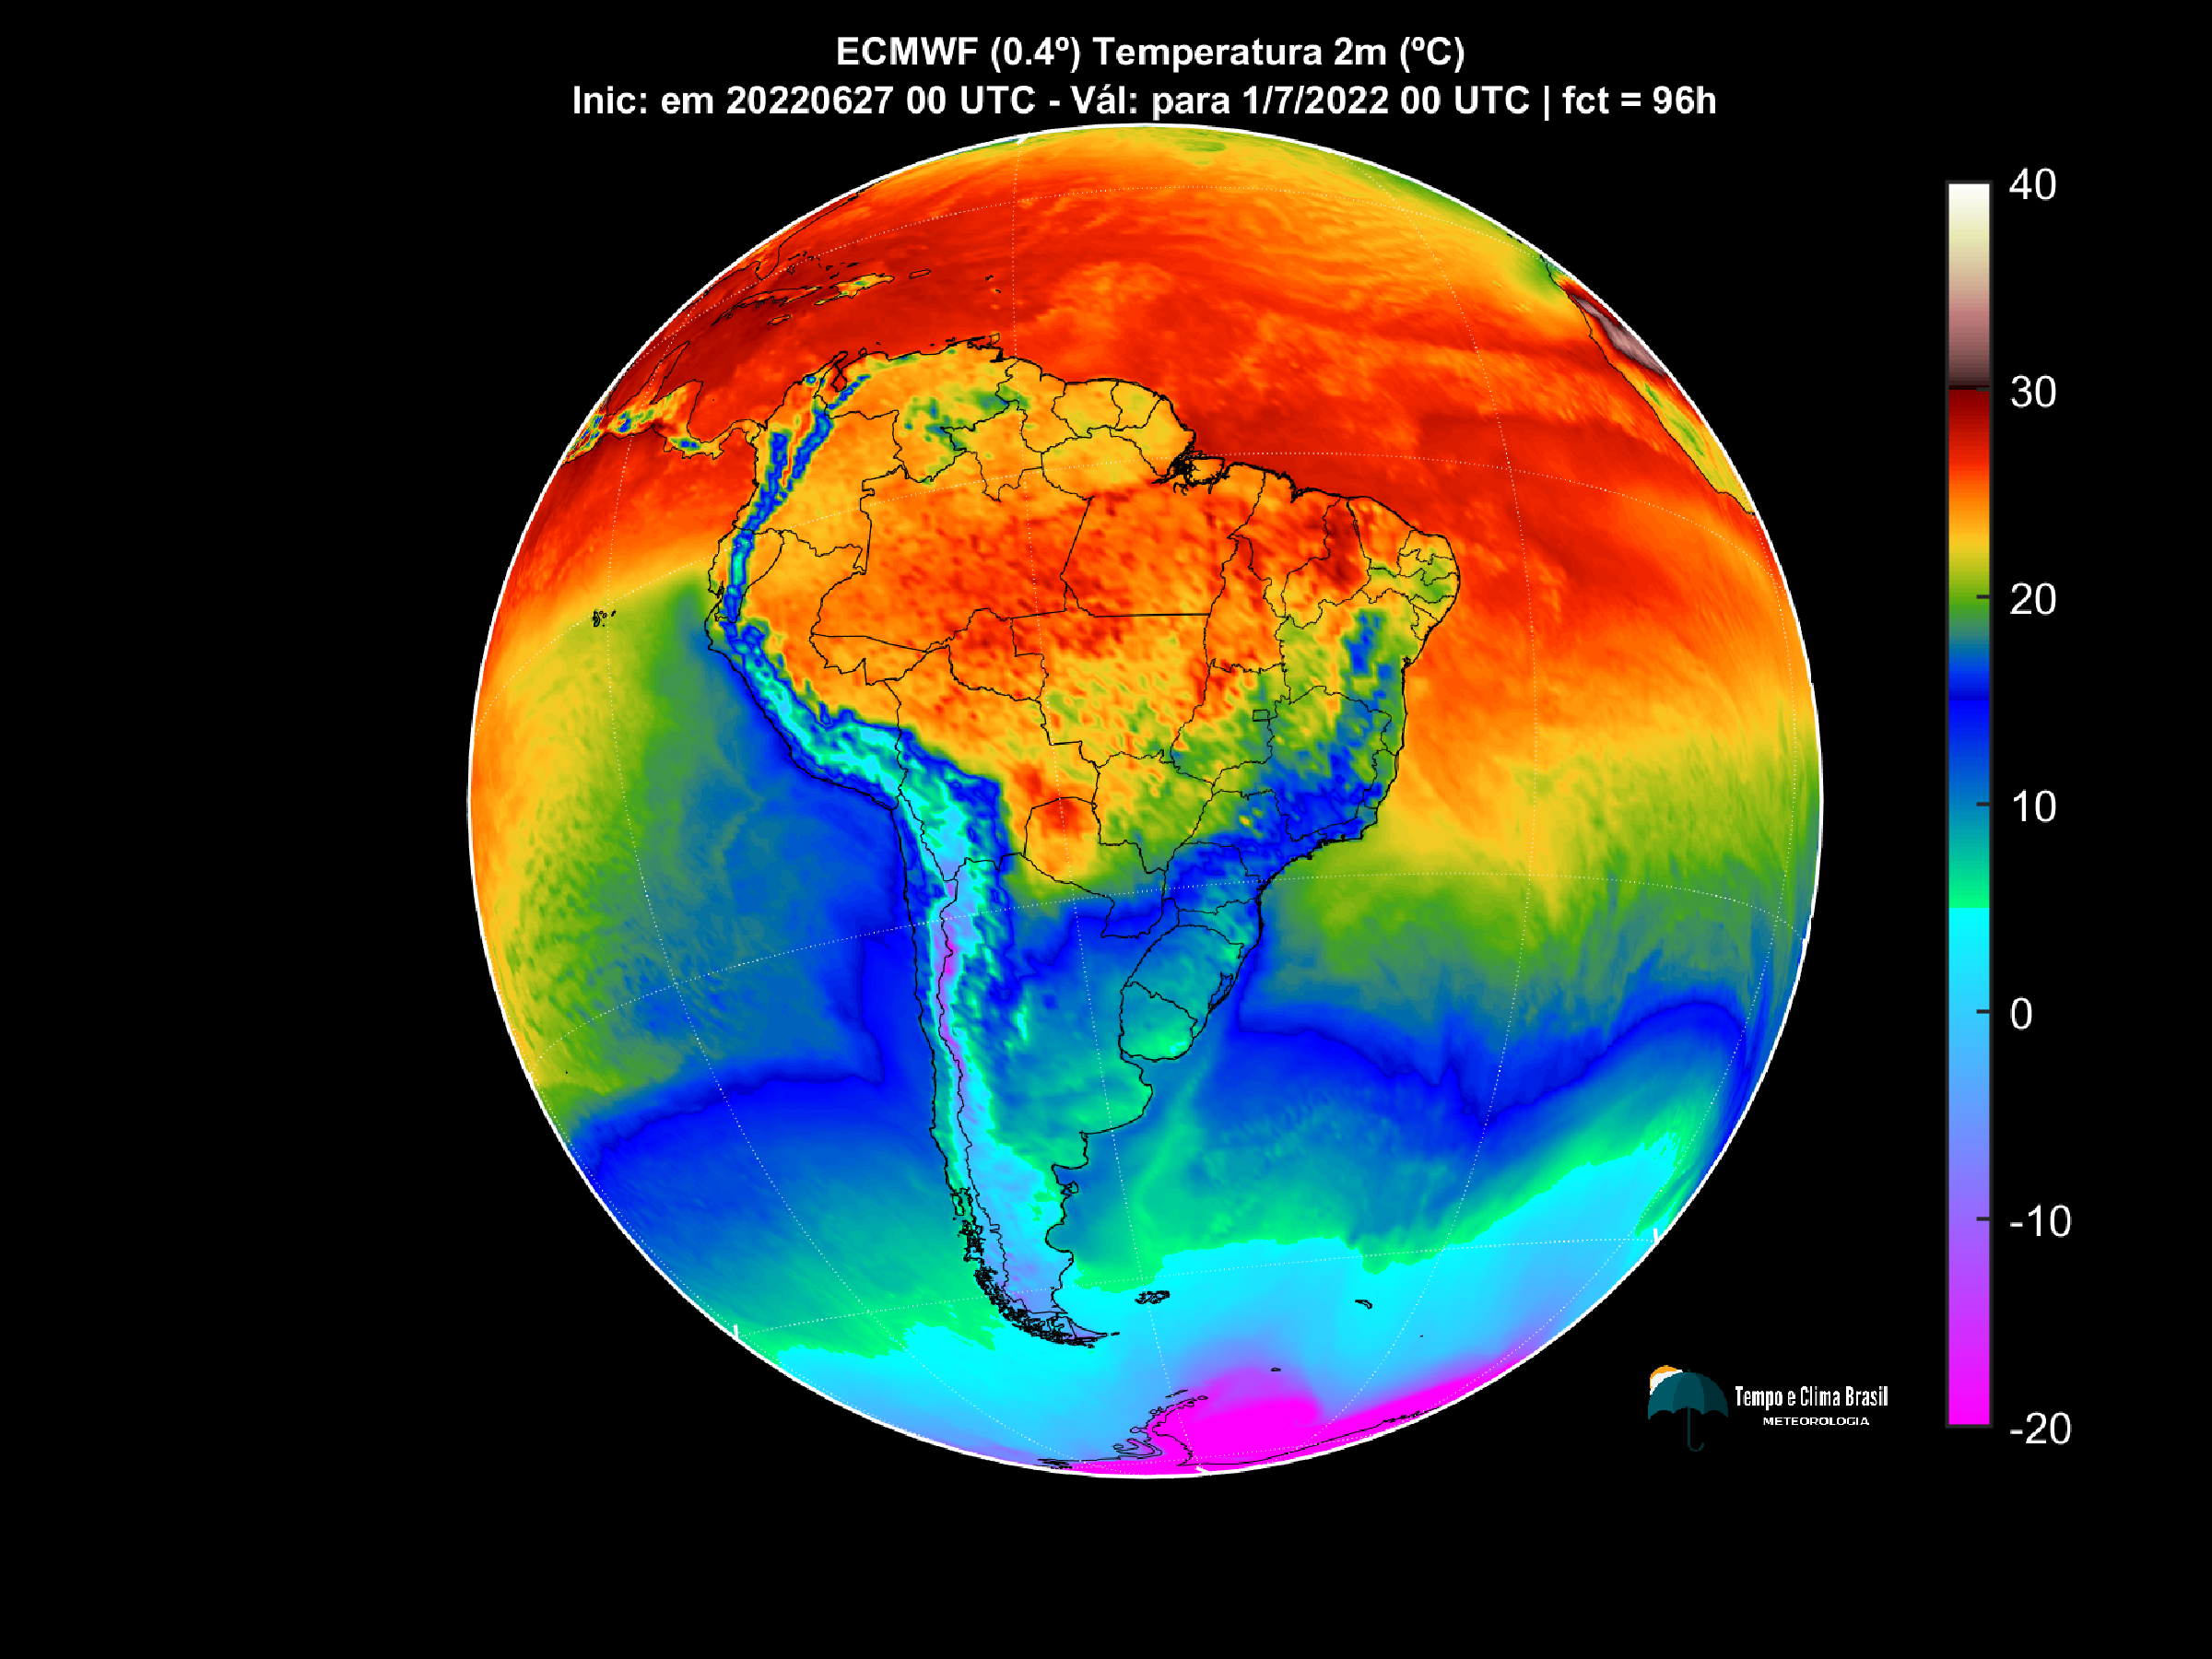 ECMWF (0.4º) Temperatura 2m (ºC)
Inic: em 20220627 00 UTC - Vál: para 1/7/2022 00 UTC | fct = 96h
40
30
20
10
0
-10
-20
Tempo e Clima Brasil
METEOROLOGIA